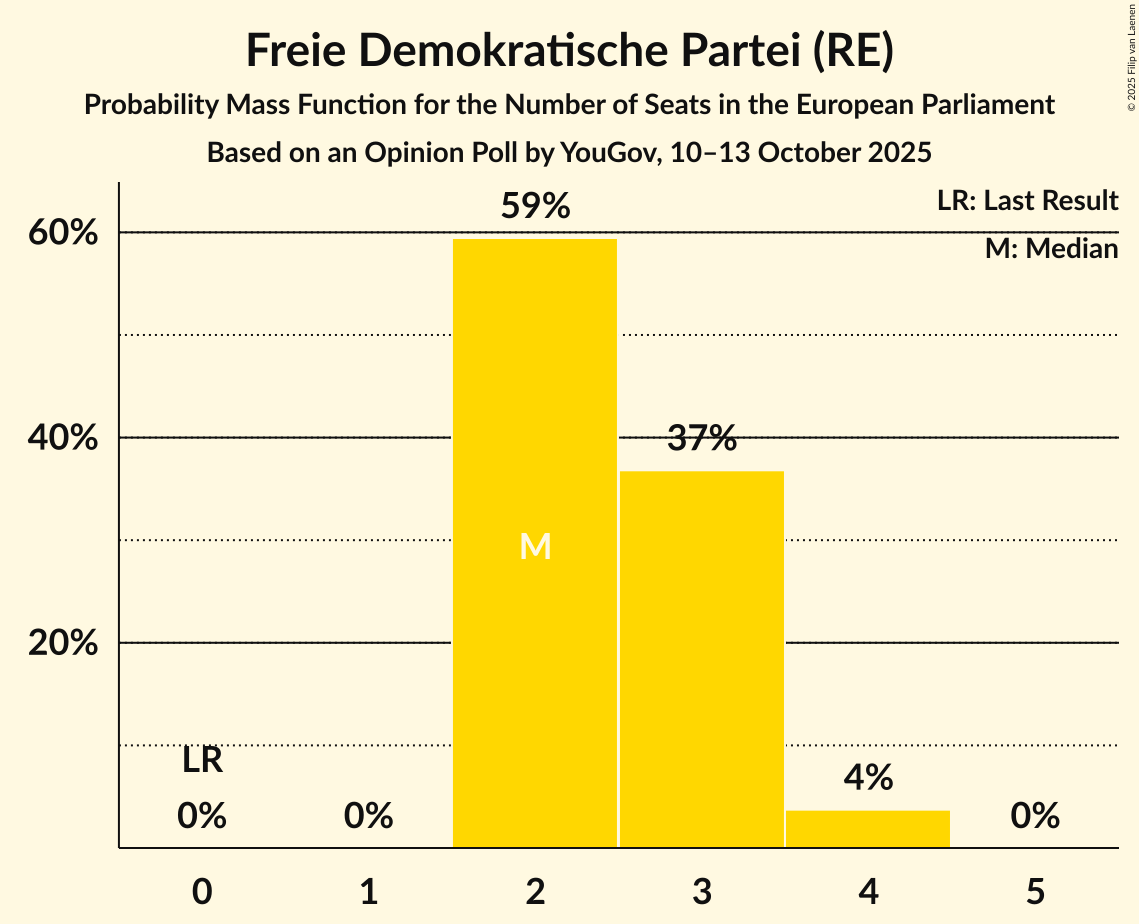 Freie Demokratische Partei (RE)
Probability Mass Function for the Number of Seats in the European Parliament
Based on an Opinion Poll by YouGov, 10–13 October 2025
© 2025 Filip van Laenen
LR: Last Result
M: Median
60%
40%
20%
59%
37%
M
LR
0%
0%
4%
0%
0
1
2
3
4
5